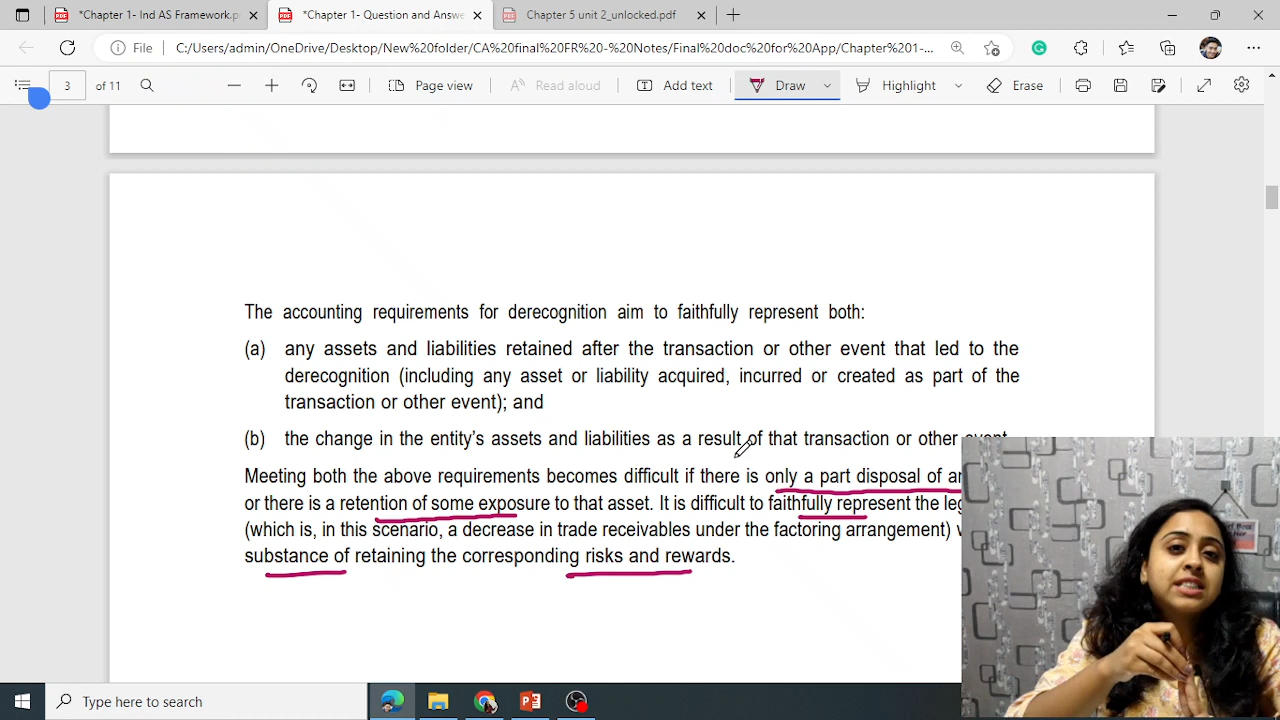 *Chapter 1- Ind AS Framework.p
*Chapter 1- Question and Answe
Chapter 5 unit 2_unlocked.pdf
File
C:/Users/admin/OneDrive/Desktop/New%20folder/CA%20Final%20FR%20-%20Notes/Final%20doc%20for%20App/Chapter%201-...
3 of 11
Page view
Read aloud
Add text
Draw
Highlight
Erase
The accounting requirements for derecognition aim to faithfully represent both:
(a) any assets and liabilities retained after the transaction or other event that led to the
derecognition (including any asset or liability acquired, incurred or created as part of the
transaction or other event); and
(b) the change in the entity's assets and liabilities as a result of that transaction or other event
Meeting both the above requirements becomes difficult if there is only a part disposal of
or there is a retention of some exposure to that asset. It is difficult to faithfully represent the
(which is, in this scenario, a decrease in trade receivables under the factoring arrangement)
substance of retaining the corresponding risks and rewards.
Type here to search